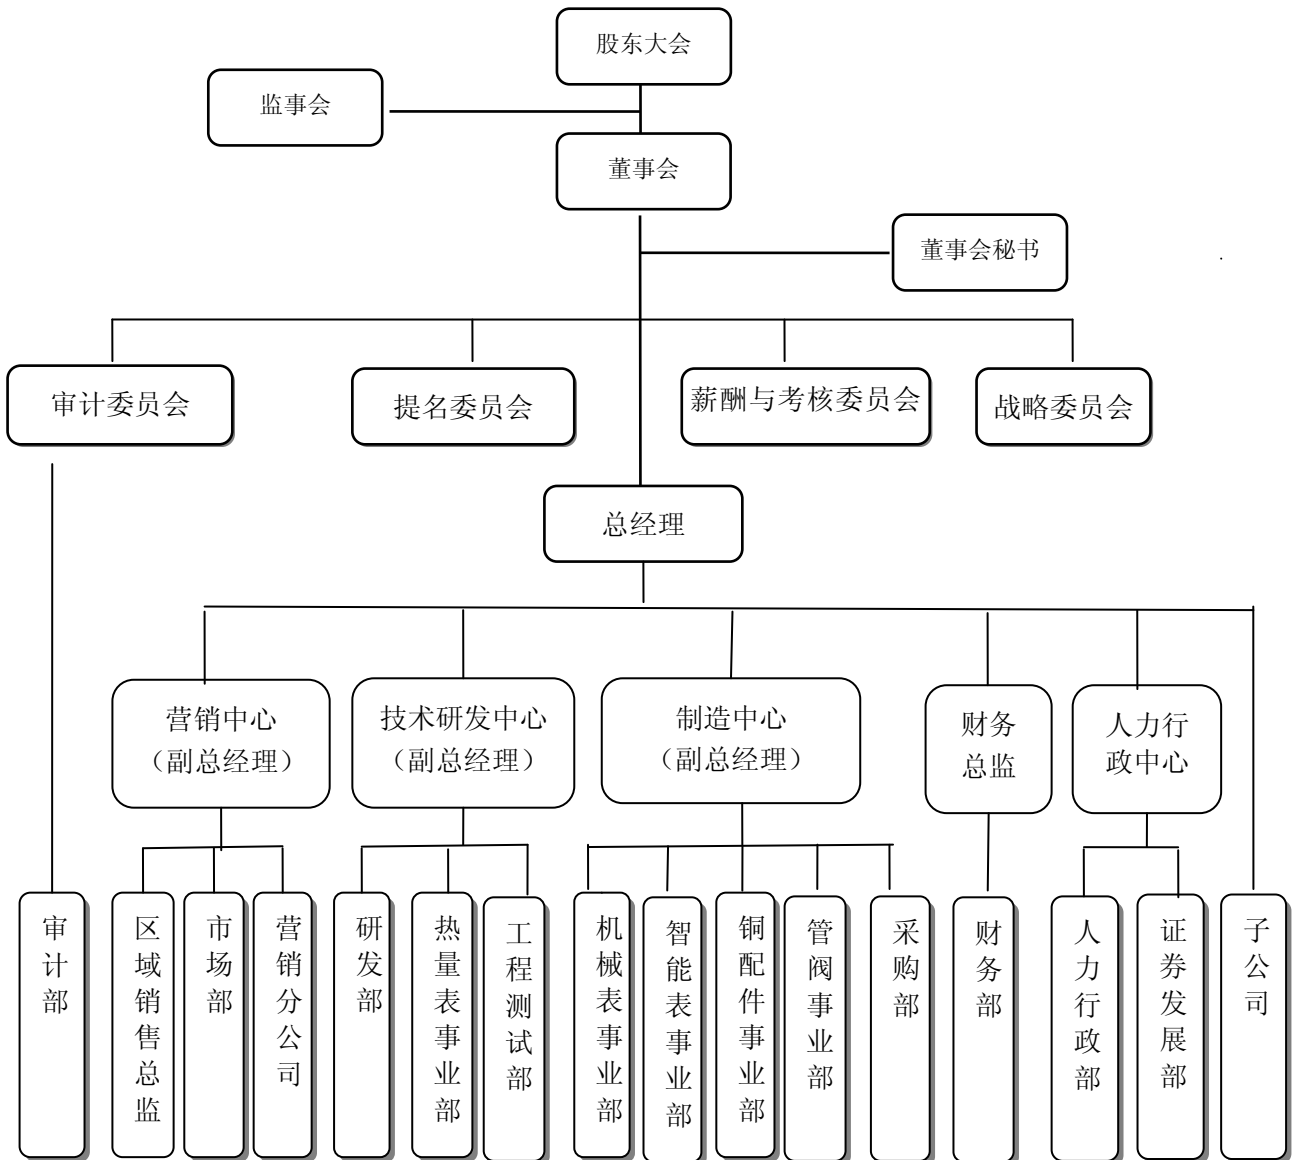 股东大会
监事会
董事会
董事会秘书
审计委员会
提名委员会
薪酬与考核委员会
战略委员会
总经理
营销中心
（副总经理）
技术研发中心
（副总经理）
制造中心
（副总经理）
财务
总监
人力行
政中心
审计部
区域销售总监
市场部
营销分公司
研发部
热量表事业部
工程测试部
机械表事业部
智能表事业部
铜配件事业部
管阀事业部
采购部
财务部
人力行政部
证券发展部
子公司